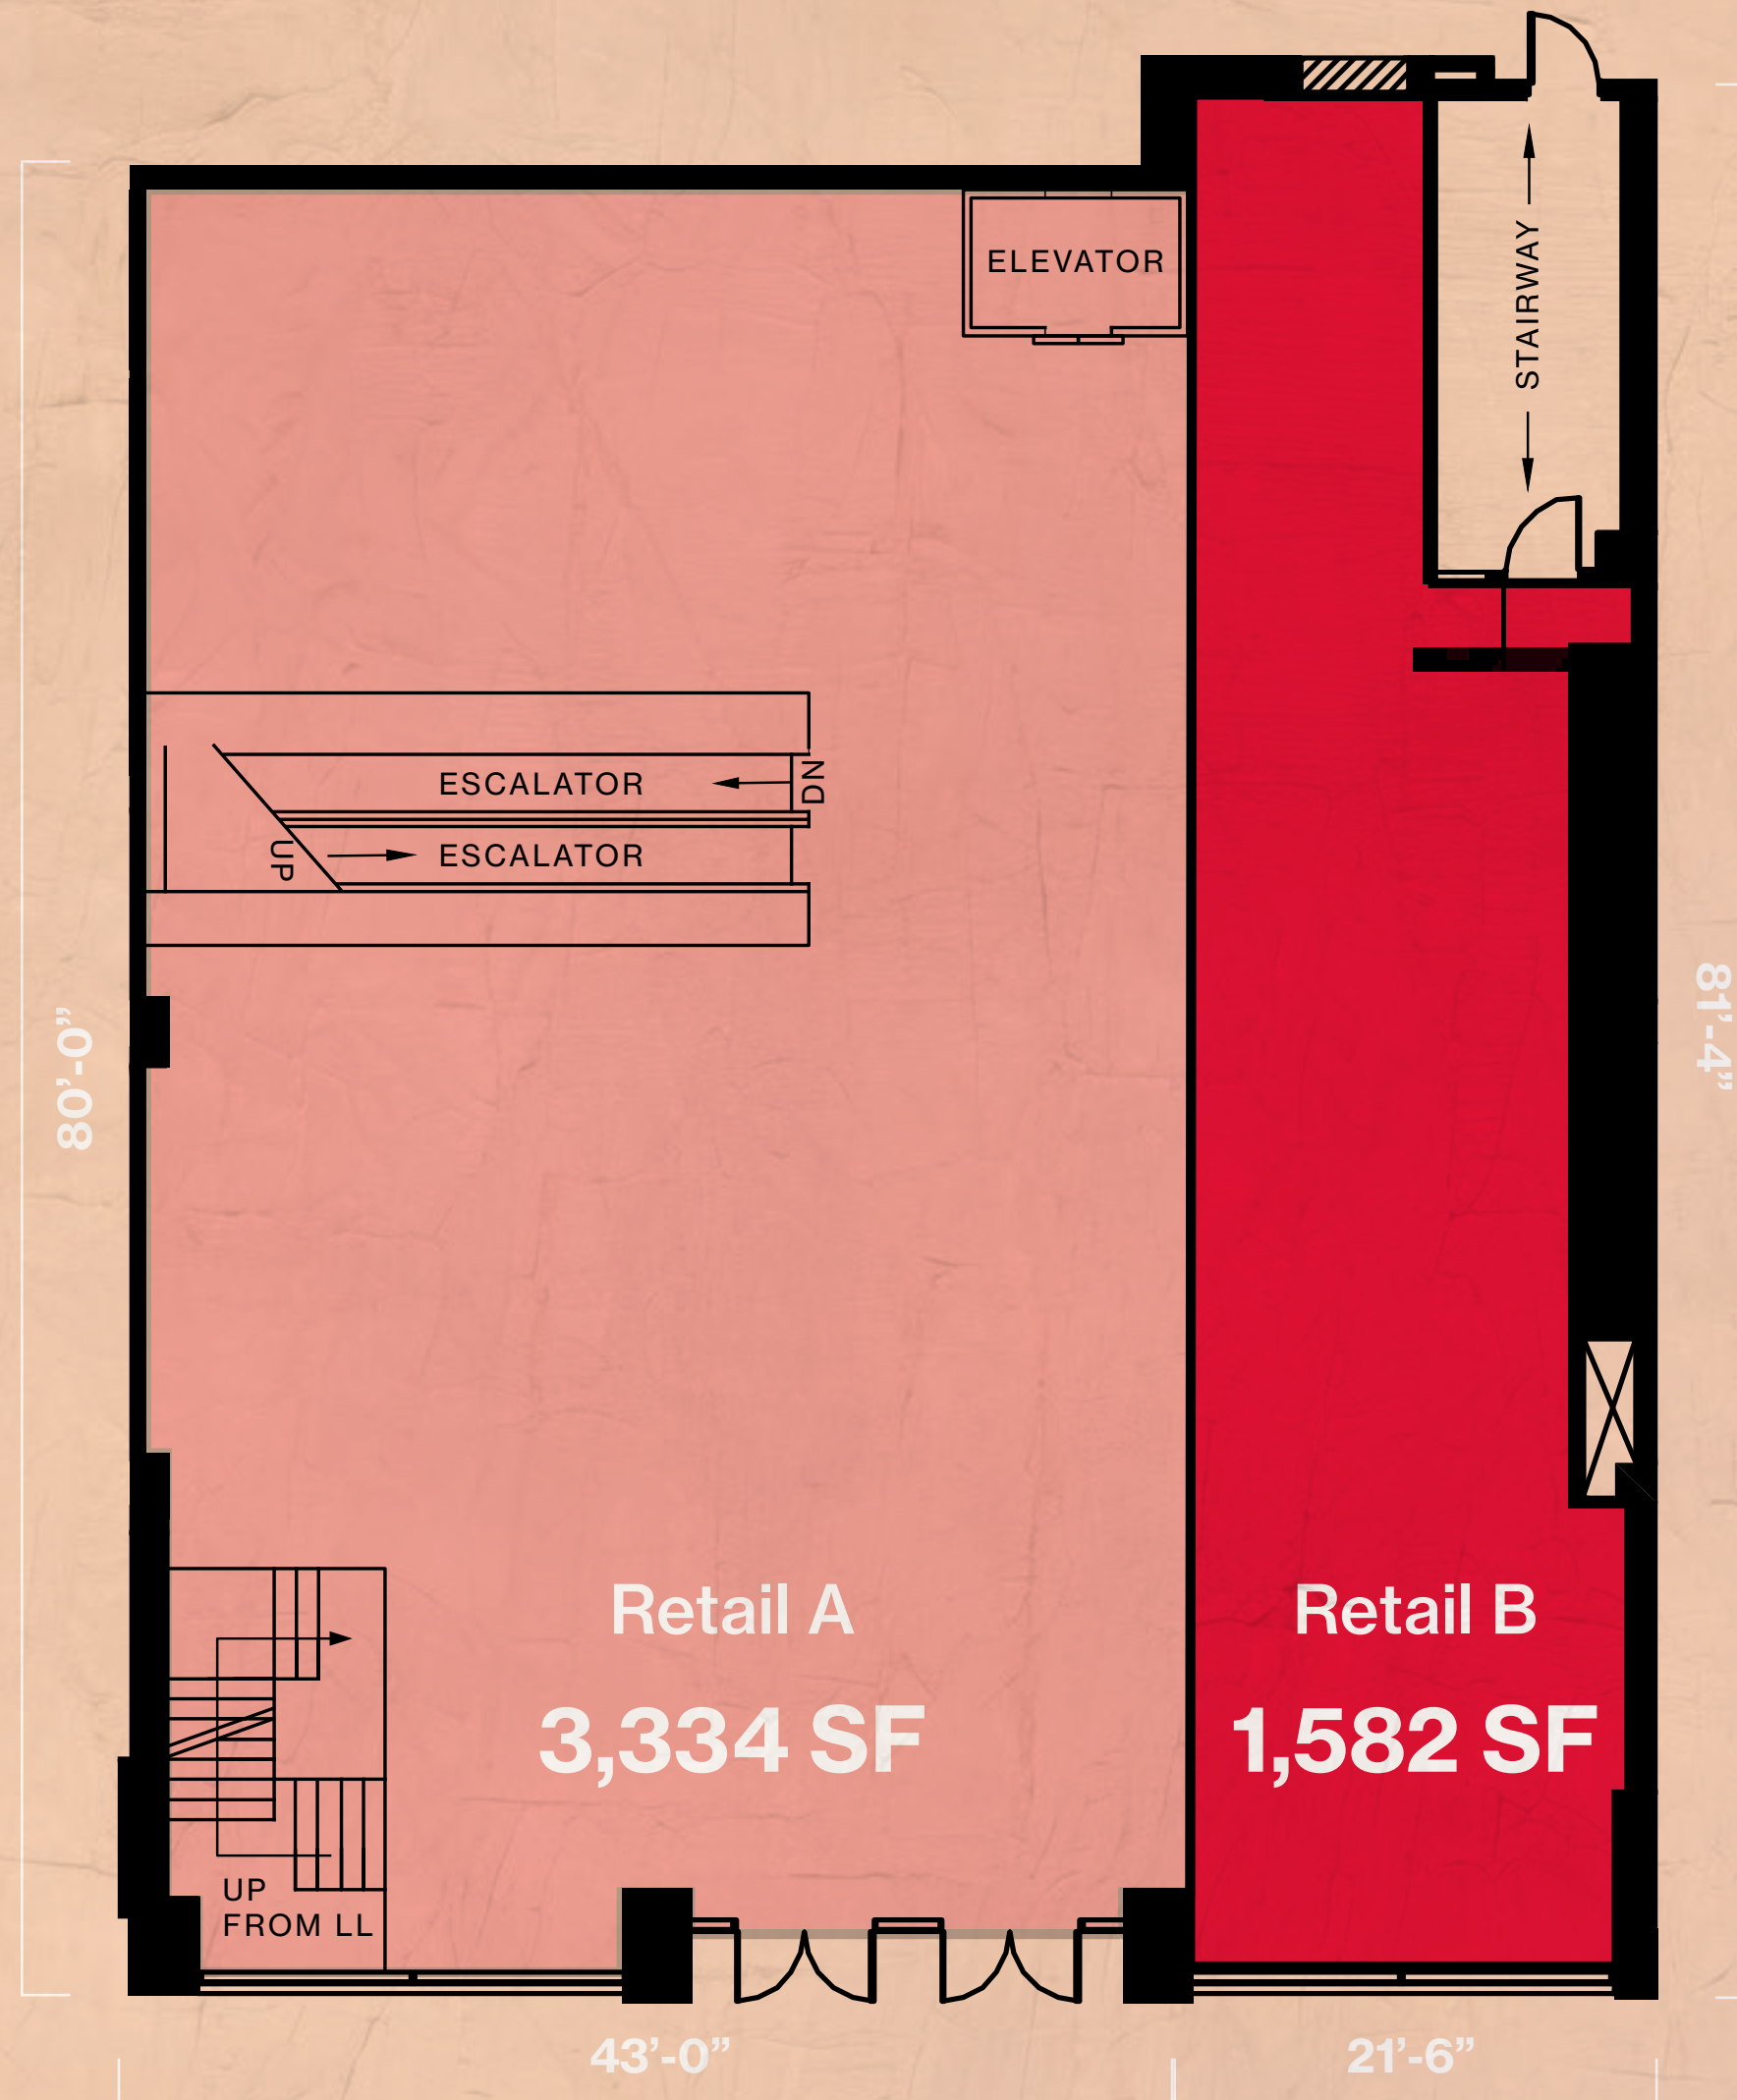 ELEVATOR
STAIRWAY
ESCALATOR
DN
UP
ESCALATOR
80’-0”
81’-4”
Retail A
3,334 SF
Retail B
1,582 SF
UP
FROM LL
43’-0”
21’-6”